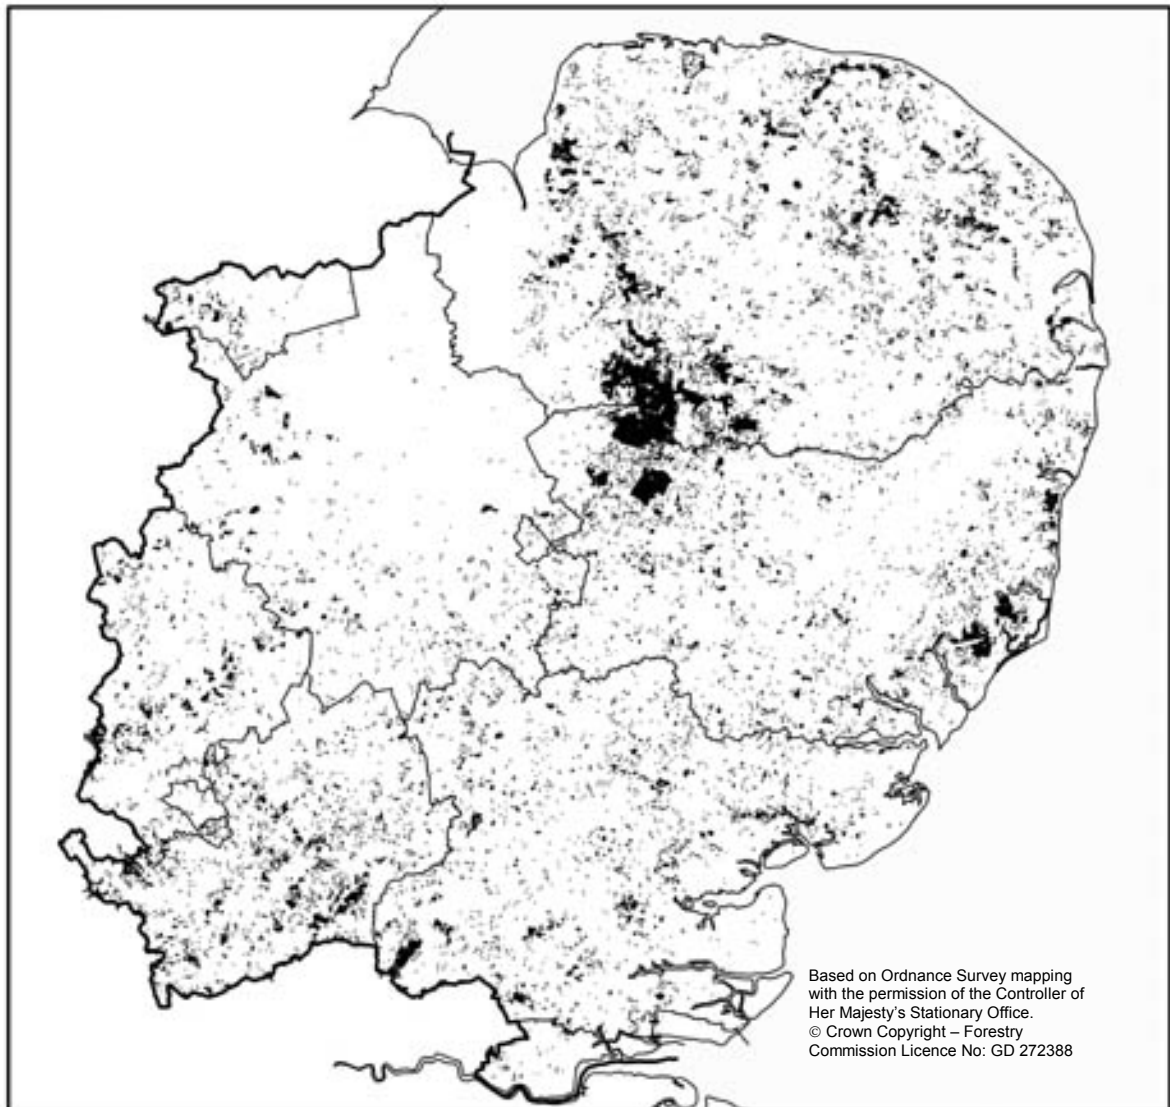 Based on Ordnance Survey mapping
with the permission of the Controller of
Her Majesty's Stationary Office.
© Crown Copyright – Forestry
Commission Licence No: GD 272388